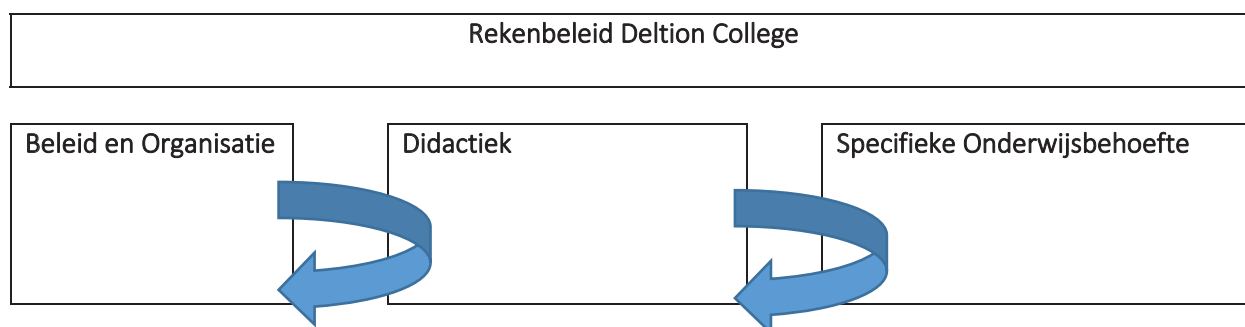 Rekenbeleid Deltion College
Beleid en Organisatie
Didactiek
Specifieke Onderwijsbehoefte